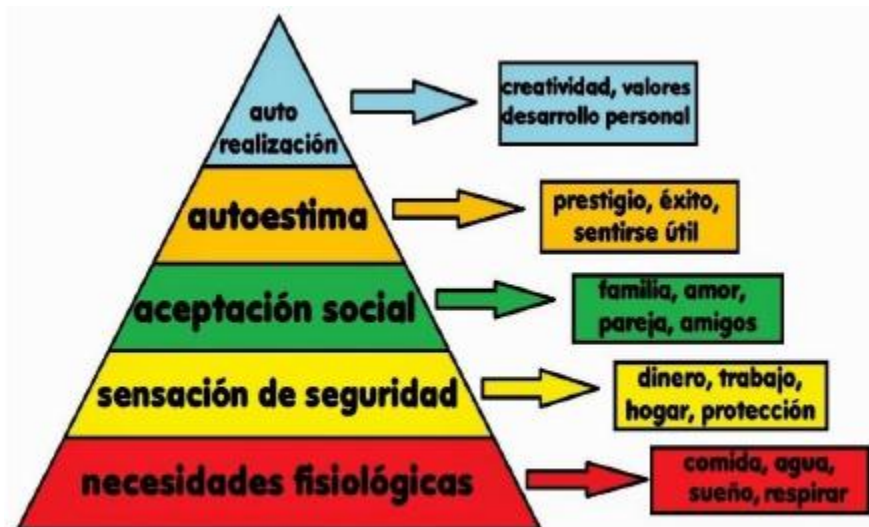 auto
realización
creatividad, valores
desarrollo personal
autoestima
prestigio, éxito,
sentirse útil
aceptación social
familia, amor,
pareja, amigos
sensación de seguridad
dinero, trabajo,
hogar, protección
necesidades fisiológicas
comida, agua,
sueño, respirar